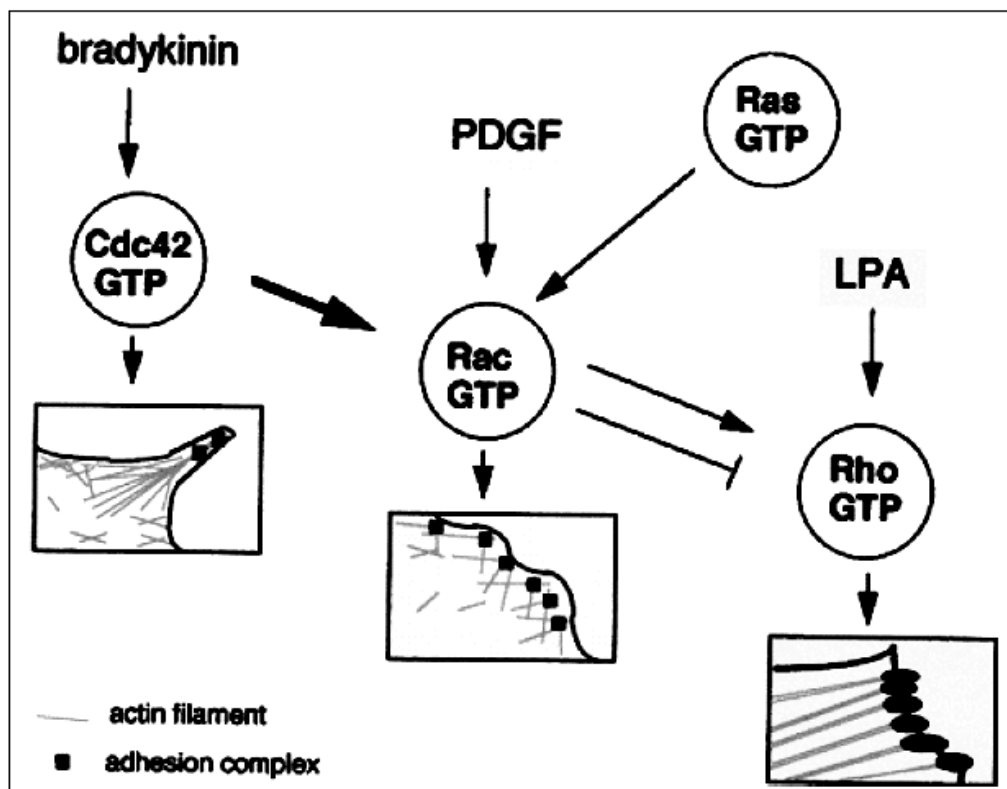 bradykinin
PDGF
Ras
GTP
Cdc42
GTP
LPA
Rac
GTP
Rho
GTP
actin filament
adhesion complex